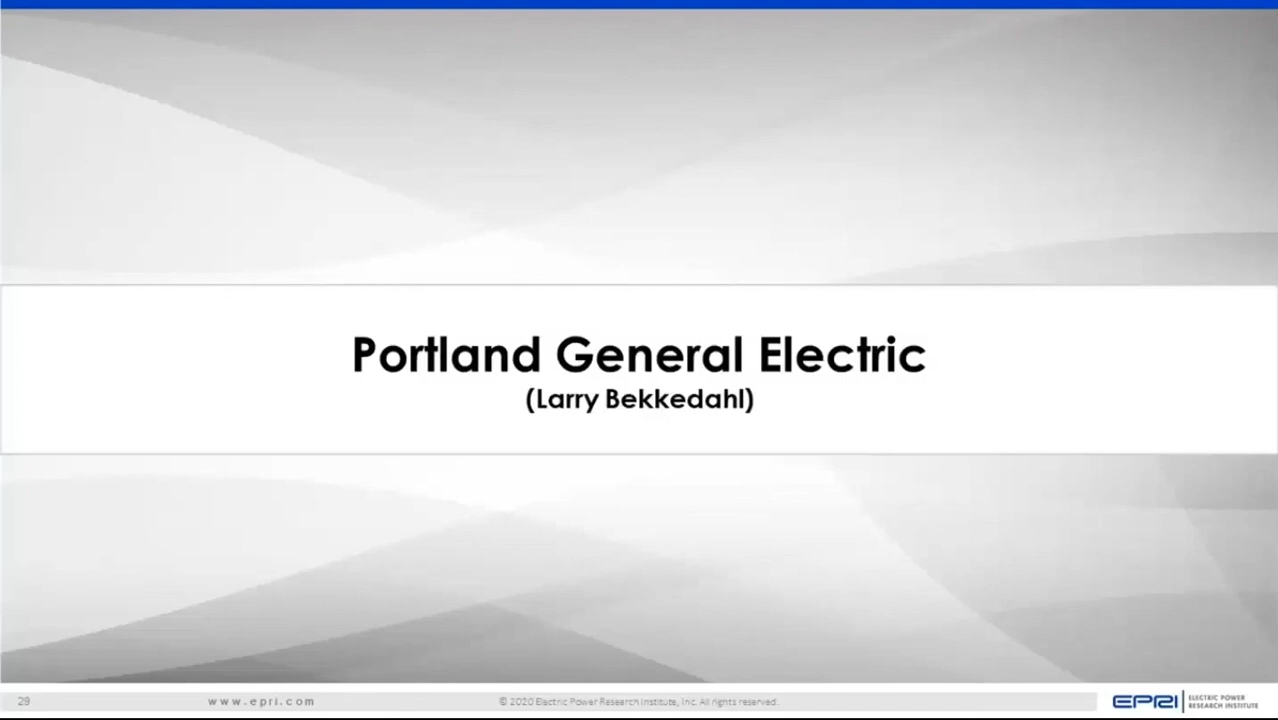 Portland General Electric
(Larry Bekkedahl)
29
www.epri.com
© 2020 Electric Power Research Institute, Inc. All rights reserved.
EPRI
ELECTRIC POWER
RESEARCH INSTITUTE